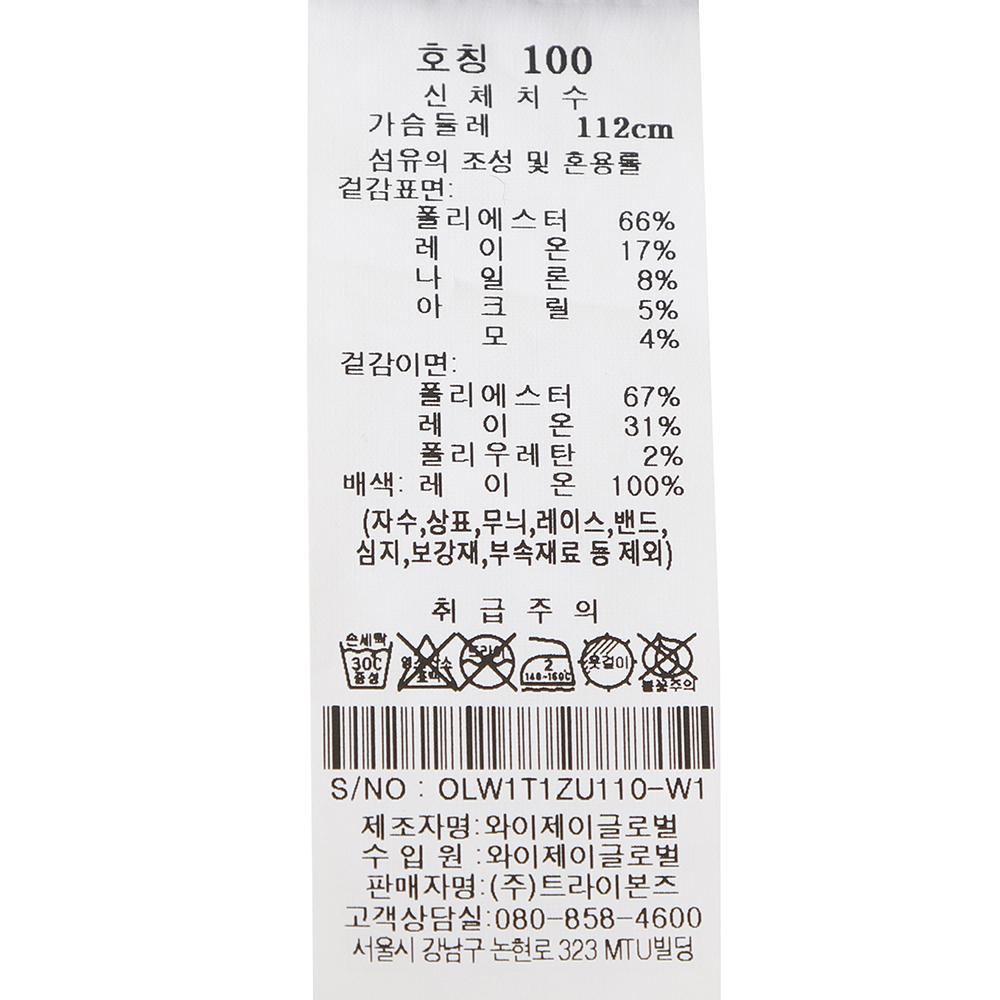 호칭 100
신 체 치 수
가슴둘레 112cm
섬유의 조성 및 혼용률
겉감표면:
폴리에스터 66%
레 이 온 17%
나 일 론 8%
아 크 릴 5%
모 4%
겉감이면:
폴리에스터 67%
레 이 온 31%
폴리우레탄 2%
배색: 레 이 온 100%
(자수,상표,무늬,레이스,밴드,
심지,보강재,부속재료 등 제외)
취 급 주 의
손세탁 30C 중성 염소산소 표백 드라이 2 140~160℃ 옷걸이 불꽃주의
S/NO : OLW1T1ZU110-W1
제조자명:와이제이글로벌
수 입 원 :와이제이글로벌
판매자명:(주)트라이본즈
고객상담실:080-858-4600
서울시 강남구 논현로 323 MTU빌딩